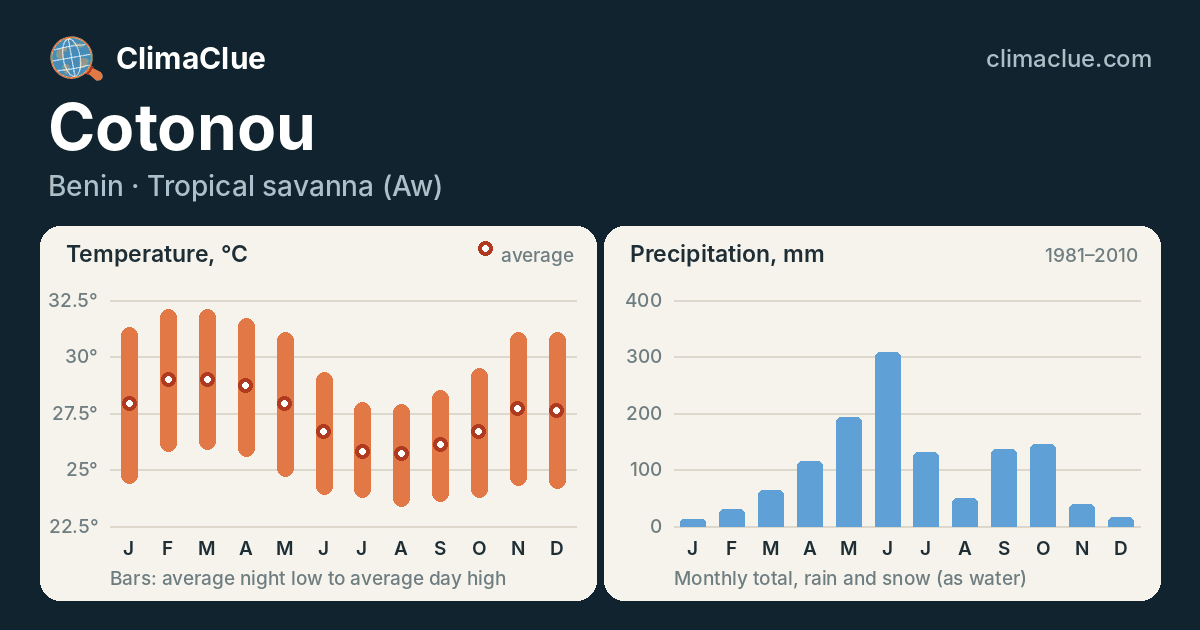 ClimaClue
climaclue.com
Cotonou
Benin · Tropical savanna (Aw)
Temperature, °C
average
32.5°
30°
27.5°
25°
22.5°
J F M A M J J A S O N D
Bars: average night low to average day high
Precipitation, mm
1981–2010
400
300
200
100
0
J F M A M J J A S O N D
Monthly total, rain and snow (as water)